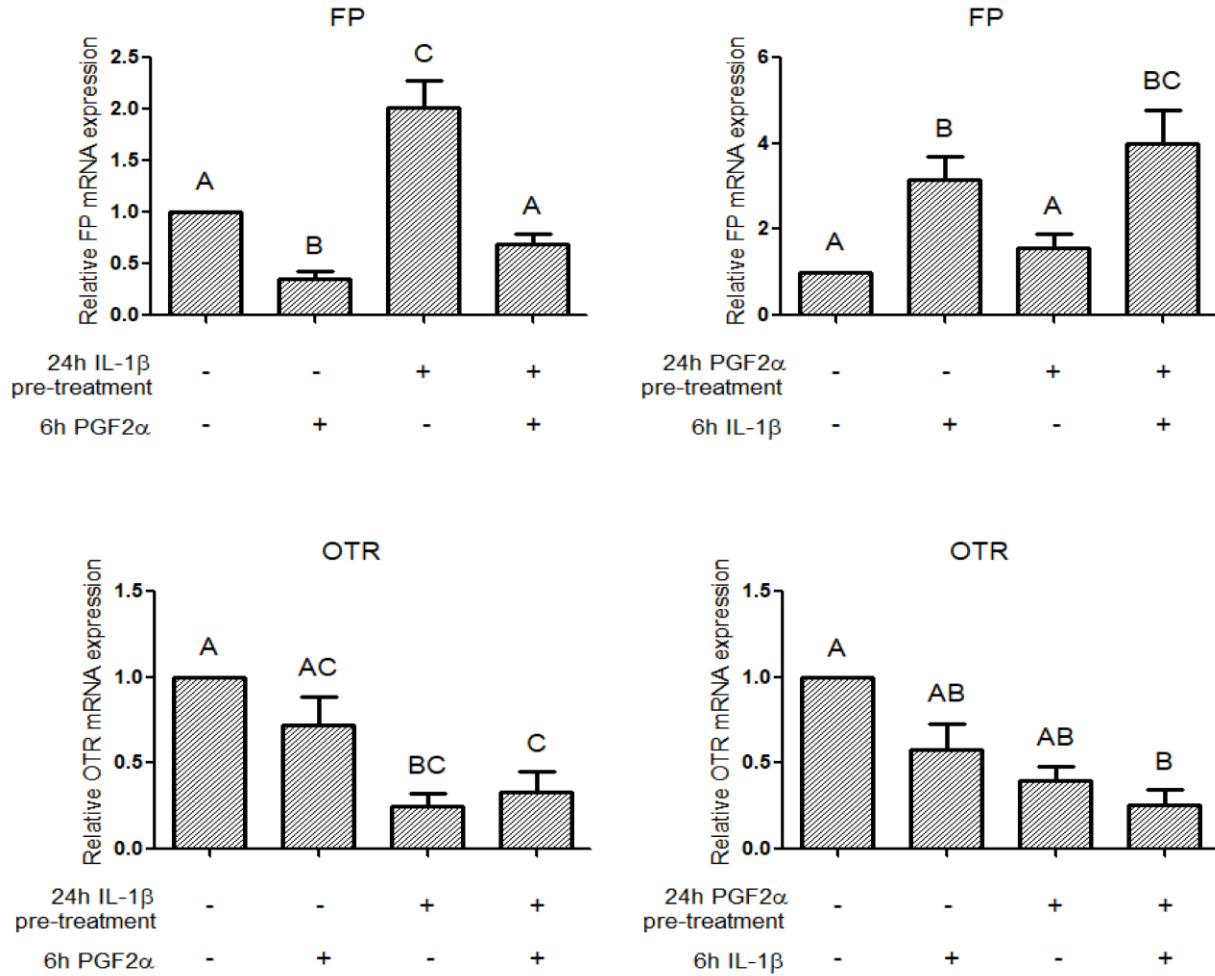 FP
Relative FP mRNA expression
2.5
2.0
1.5
1.0
0.5
0.0
A
B
C
A
24h IL-1β
pre-treatment
- - + +
6h PGF2α
- + - +
FP
Relative FP mRNA expression
6
4
2
0
A
B
A
BC
24h PGF2α
pre-treatment
- - + +
6h IL-1β
- + - +
OTR
Relative OTR mRNA expression
1.5
1.0
0.5
0.0
A
AC
BC
C
24h IL-1β
pre-treatment
- - + +
6h PGF2α
- + - +
OTR
Relative OTR mRNA expression
1.5
1.0
0.5
0.0
A
AB
AB
B
24h PGF2α
pre-treatment
- - + +
6h IL-1β
- + - +